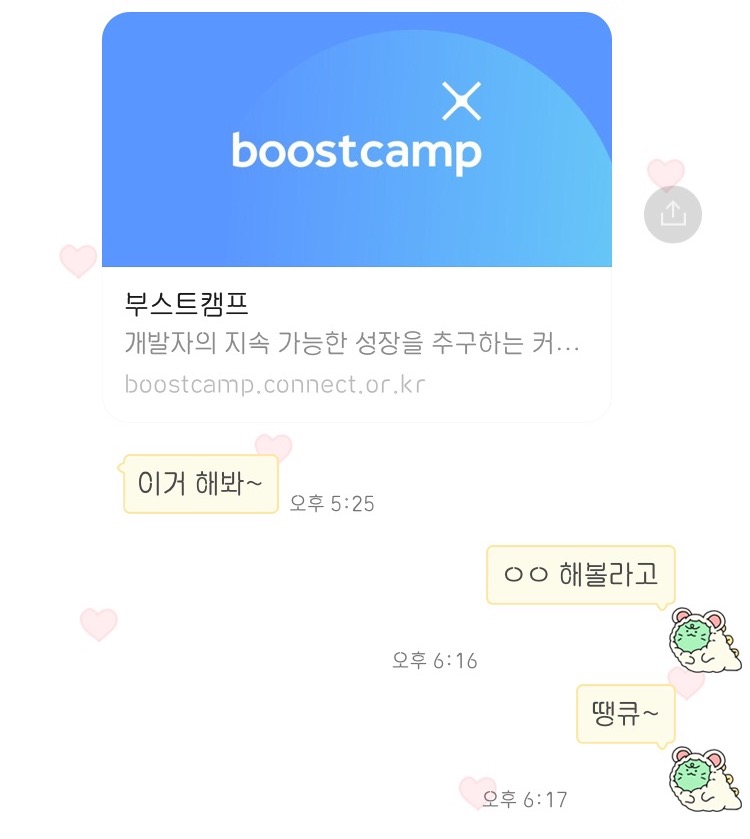 boostcamp
부스트캠프
개발자의 지속 가능한 성장을 추구하는 커...
boostcamp.connect.or.kr
이거 해봐~
오후 5:25
ㅇㅇ 해볼라고
오후 6:16
땡큐~
오후 6:17